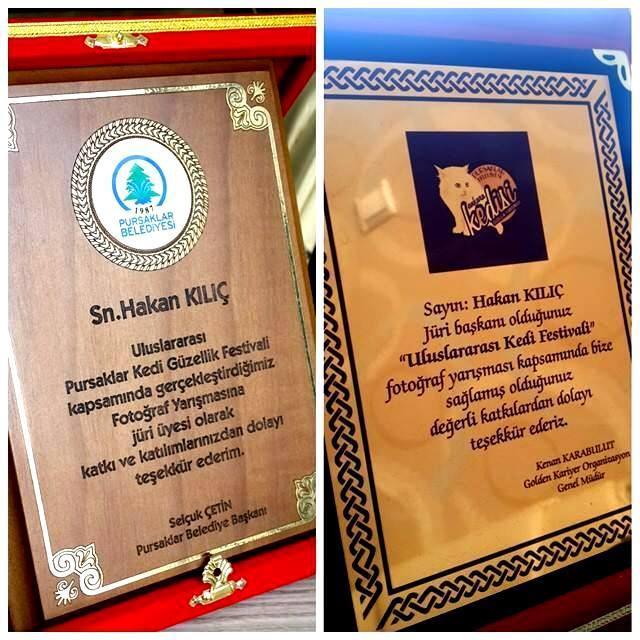 1987
PURSAKLAR
BELEDİYESİ
Sn.Hakan KILIÇ
Uluslararası
Pursaklar Kedi Güzellik Festivali
kapsamında gerçekleştirdiğimiz
Fotoğraf Yarışmasına
jüri üyesi olarak
katkı ve katılımlarınızdan dolayı
teşekkür ederim.
Selçuk ÇETİN
Pursaklar Belediye Başkanı
PURSAKLAR
kedisi
Sayın: Hakan KILIÇ
Jüri başkanı olduğunuz
“Uluslararası Kedi Festivali”
fotoğraf yarışması kapsamında bize
sağlamış olduğunuz
değerli katkılardan dolayı
teşekkür ederiz.
Kenan KARABULUT
Golden Kariyer Organizasyon
Genel Müdür